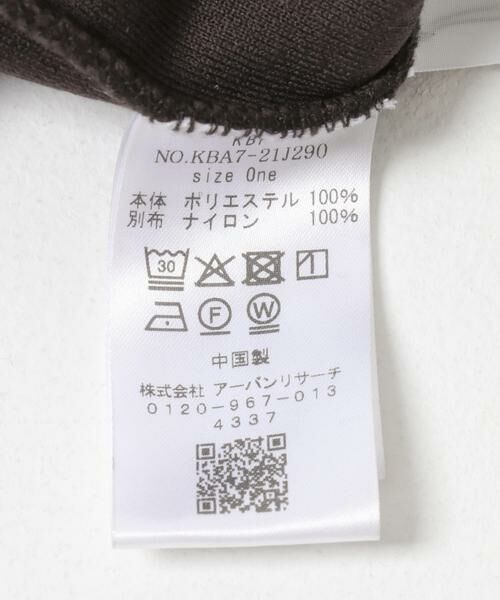 KBF
NO.KBA7-21J290
size One
本体 ポリエステル 100%
別布 ナイロン 100%
30
F W
中国製
株式会社 アーバンリサーチ
0120-967-013
4337